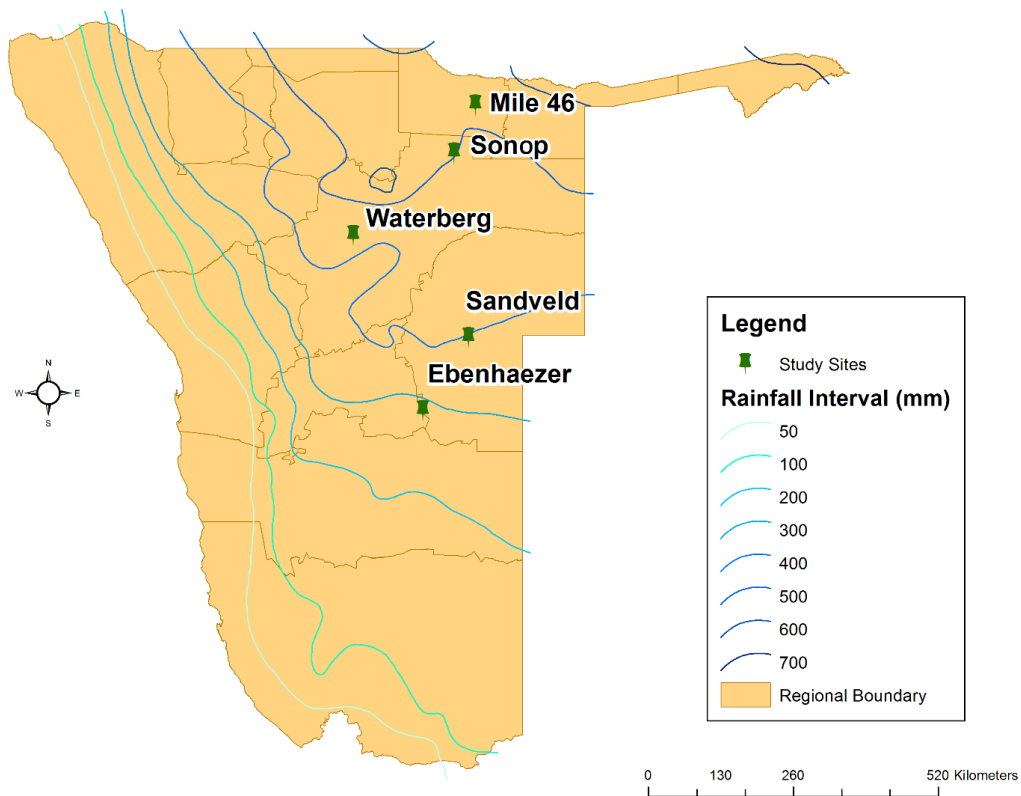 Mile 46
Sonop
Waterberg
Sandveld
Ebenhaezer
N
W E
S
Legend
Study Sites
Rainfall Interval (mm)
50
100
200
300
400
500
600
700
Regional Boundary
0 130 260 520 Kilometers